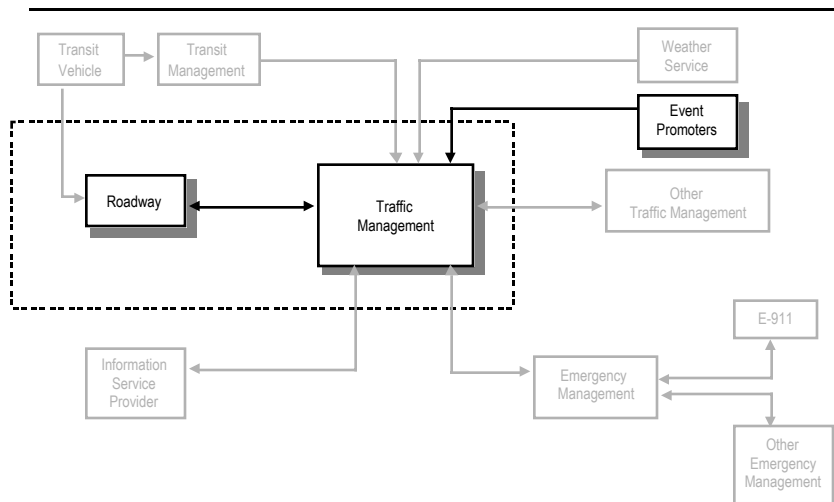 Transit
Vehicle
Transit
Management
Weather
Service
Event
Promoters
Roadway
Traffic
Management
Other
Traffic Management
E-911
Information
Service
Provider
Emergency
Management
Other
Emergency
Management